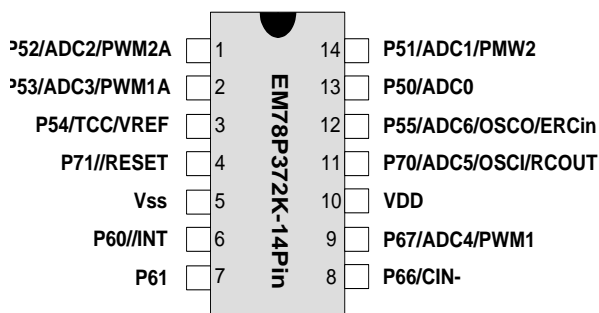 P52/ADC2/PWM2A 1 14 P51/ADC1/PMW2
P53/ADC3/PWM1A 2 13 P50/ADC0
P54/TCC/VREF 3 12 P55/ADC6/OSCO/ERCin
P71//RESET 4 11 P70/ADC5/OSCI/RCOUT
Vss 5 10 VDD
P60//INT 6 9 P67/ADC4/PWM1
P61 7 8 P66/CIN-
EM78P372K-14Pin